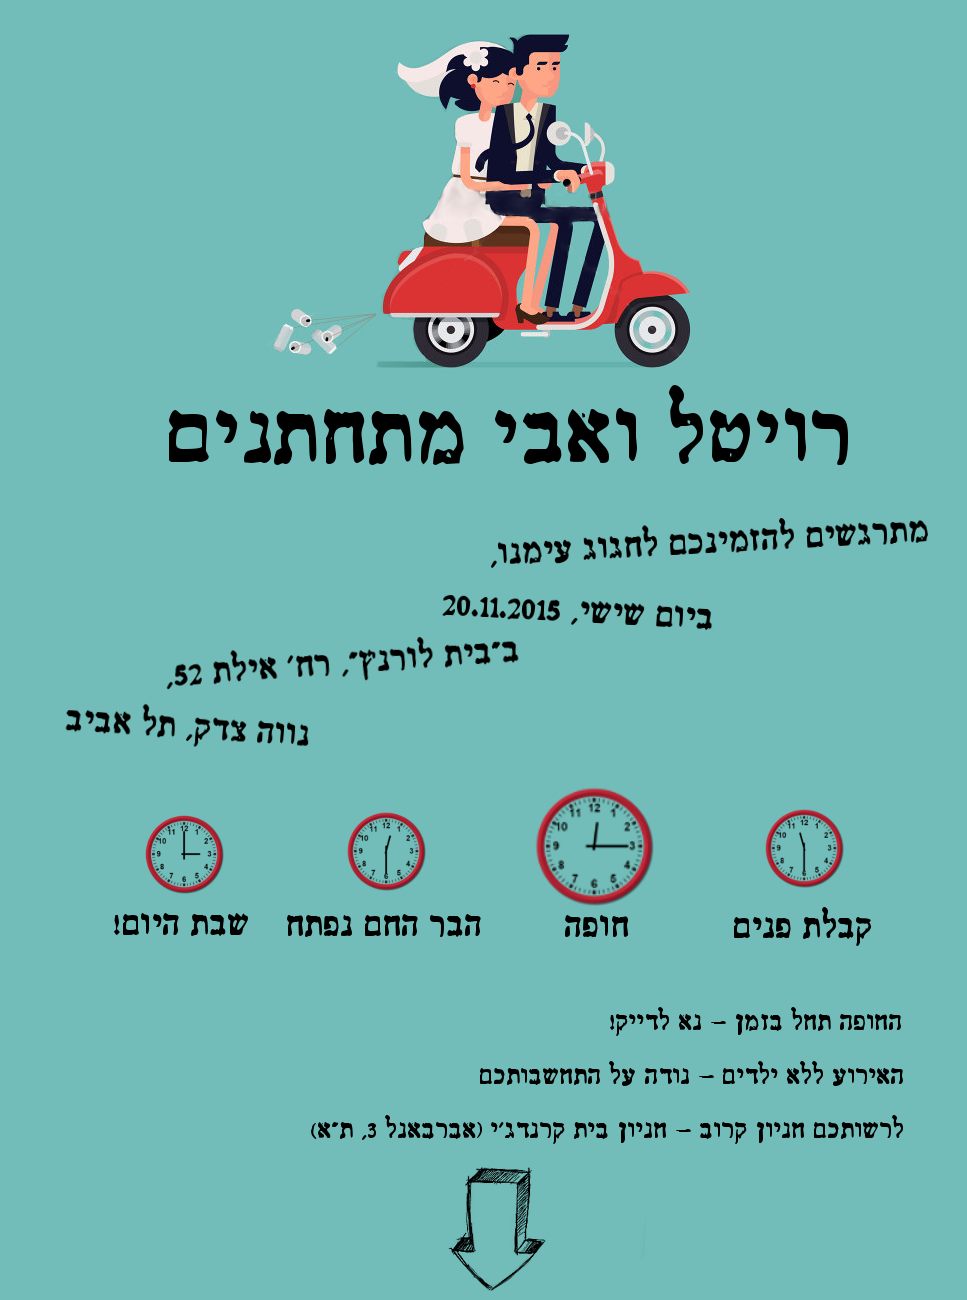 רויטל ואבי מתחתנים
מתרגשים להזמינכם לחגוג עימנו,
ביום שישי, 20.11.2015
ב"בית לורנץ", רח' אילת 52,
נווה צדק, תל אביב
קבלת פנים
חופה
הבר החם נפתח
שבת היום!
החופה תחל בזמן – נא לדייק!
האירוע ללא ילדים – נודה על התחשבותכם
לרשותכם חניון קרוב – חניון בית קרנדג'י (אברבאנל 3, ת"א)